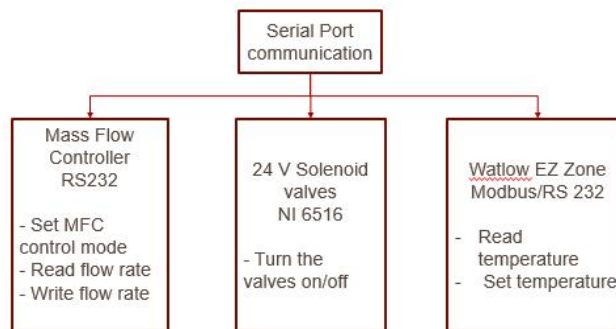 Serial Port
communication
Mass Flow
Controller
RS232
- Set MFC
control mode
- Read flow rate
- Write flow rate
24 V Solenoid
valves
NI 6516
- Turn the
valves on/off
Watlow EZ Zone
Modbus/RS 232
- Read
temperature
- Set temperature